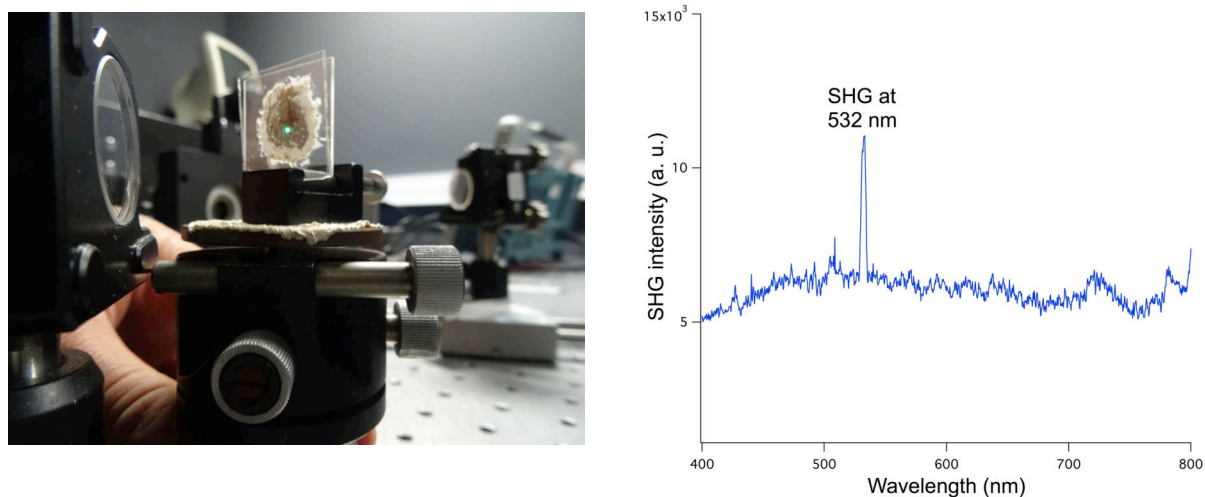 15x10³
SHG at
532 nm
10
5
SHG intensity (a. u.)
400
500
600
700
800
Wavelength (nm)